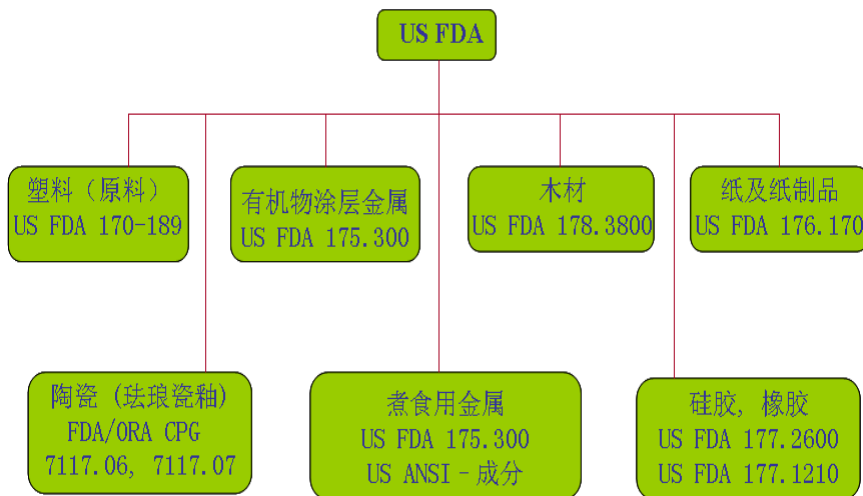 US FDA
塑料（原料）
US FDA 170-189
有机物涂层金属
US FDA 175.300
木材
US FDA 178.3800
纸及纸制品
US FDA 176.170
陶瓷 (珐琅瓷釉)
FDA/ORA CPG
7117.06, 7117.07
煮食用金属
US FDA 175.300
US ANSI–成分
硅胶, 橡胶
US FDA 177.2600
US FDA 177.1210